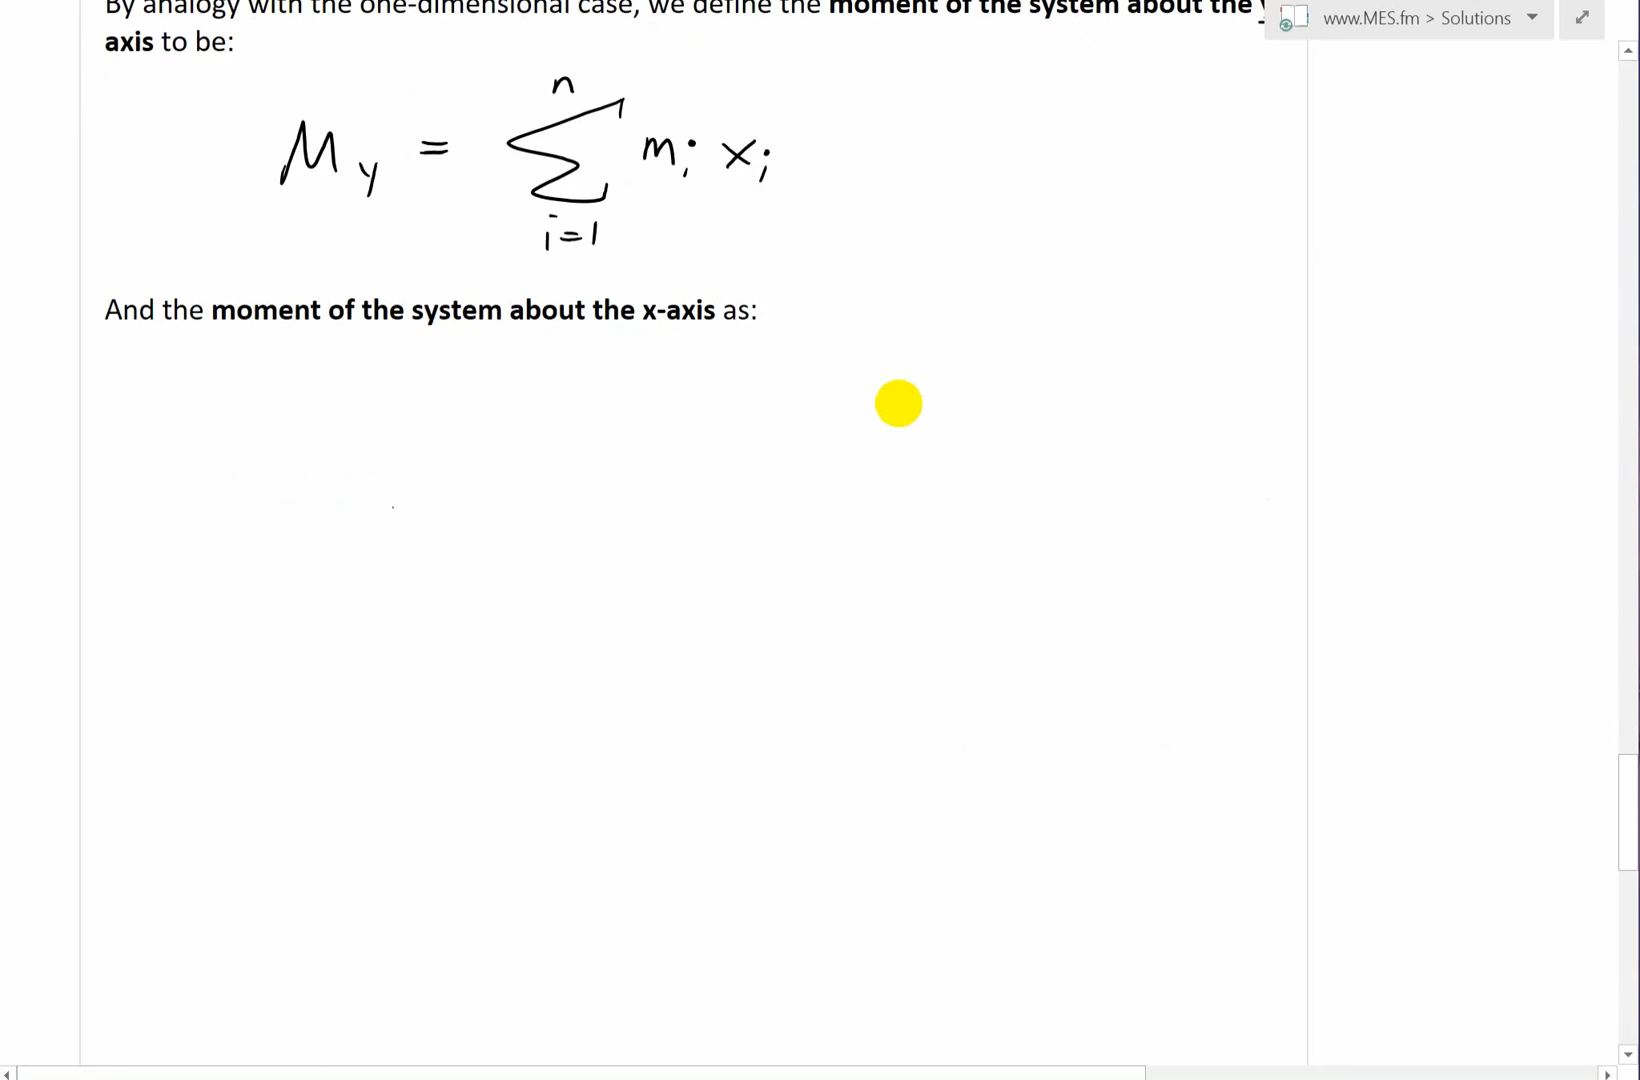 By analogy with the one-dimensional case, we define the moment of the system about the
www.MES.fm > Solutions
axis to be:
n
M_y = Σ m_i x_i
i=1
And the moment of the system about the x-axis as: